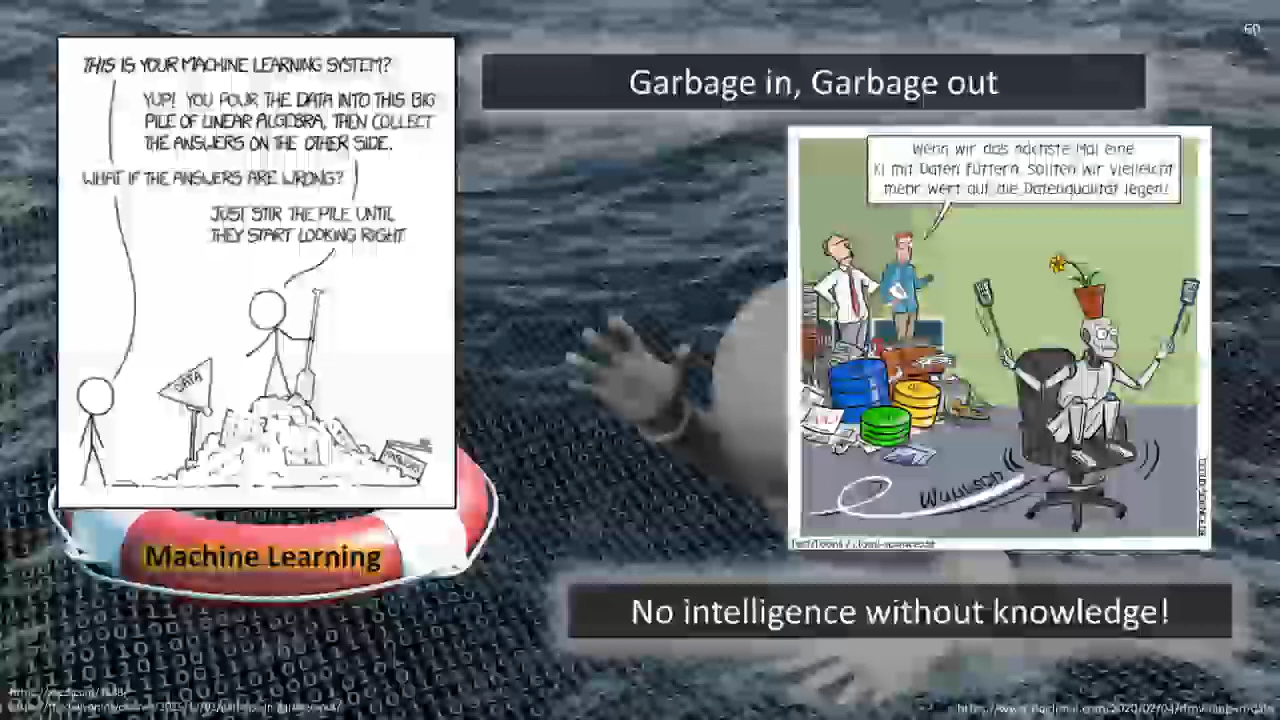 60
THIS IS YOUR MACHINE LEARNING SYSTEM?
YUP! YOU POUR THE DATA INTO THIS BIG
PILE OF LINEAR ALGEBRA, THEN COLLECT
THE ANSWERS ON THE OTHER SIDE.
WHAT IF THE ANSWERS ARE WRONG?
JUST STIR THE PILE UNTIL
THEY START LOOKING RIGHT
DATA
Machine Learning
Garbage in, Garbage out
Wenn wir das nächste Mal eine
KI mit Daten füttern, sollten wir vielleicht
mehr Wert auf die Datenqualität legen!
Wuuusch
No intelligence without knowledge!